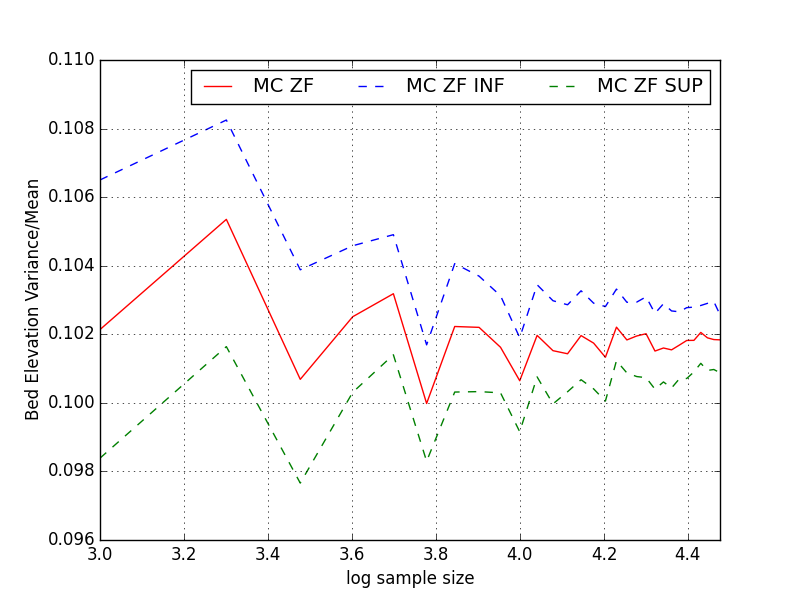 0.110
MC ZF MC ZF INF MC ZF SUP
0.108
0.106
0.104
0.102
0.100
0.098
0.096
Bed Elevation Variance/Mean
3.0 3.2 3.4 3.6 3.8 4.0 4.2 4.4
log sample size